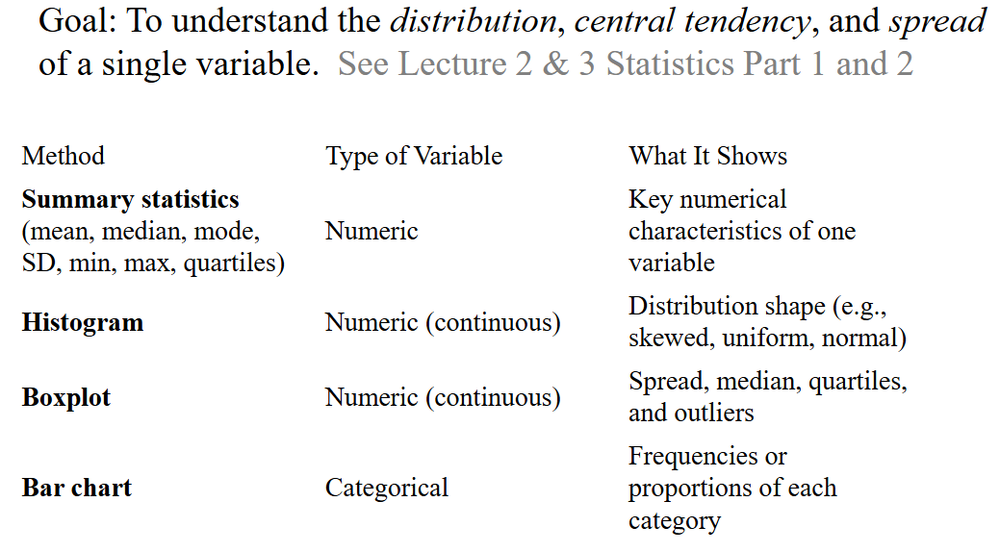 Goal: To understand the distribution, central tendency, and spread
of a single variable. See Lecture 2 & 3 Statistics Part 1 and 2
Method Type of Variable What It Shows
Summary statistics
(mean, median, mode,
SD, min, max, quartiles)
Numeric
Key numerical
characteristics of one
variable
Histogram
Numeric (continuous)
Distribution shape (e.g.,
skewed, uniform, normal)
Boxplot
Numeric (continuous)
Spread, median, quartiles,
and outliers
Bar chart
Categorical
Frequencies or
proportions of each
category